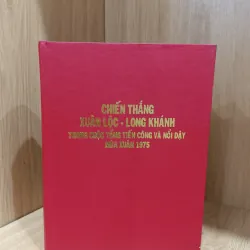 CHIẾN THẮNG
XUÂN LỘC - LONG KHÁNH
TRONG CUỘC TỔNG TIẾN CÔNG VÀ NỔI DẬY
MÙA XUÂN 1975